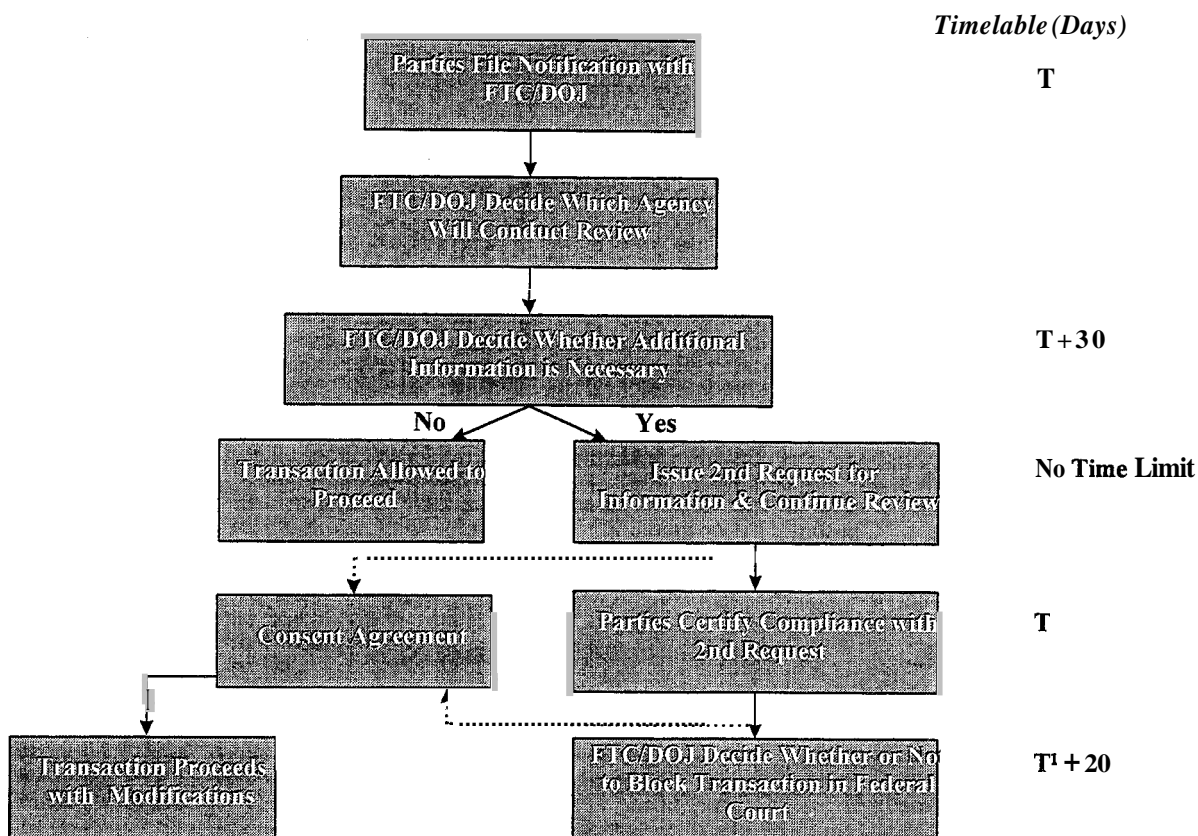 Timelable (Days)
Parties File Notification with
FTC/DOJ
T
FTC/DOJ Decide Which Agency
Will Conduct Review
FTC/DOJ Decide Whether Additional
Information is Necessary
T+30
No
Yes
Transaction Allowed to
Proceed
Issue 2nd Request for
Information & Continue Review
No Time Limit
Consent Agreement
Parties Certify Compliance with
2nd Request
T
Transaction Proceeds
with Modifications
FTC/DOJ Decide Whether or Not
to Block Transaction in Federal
Court
T¹+20